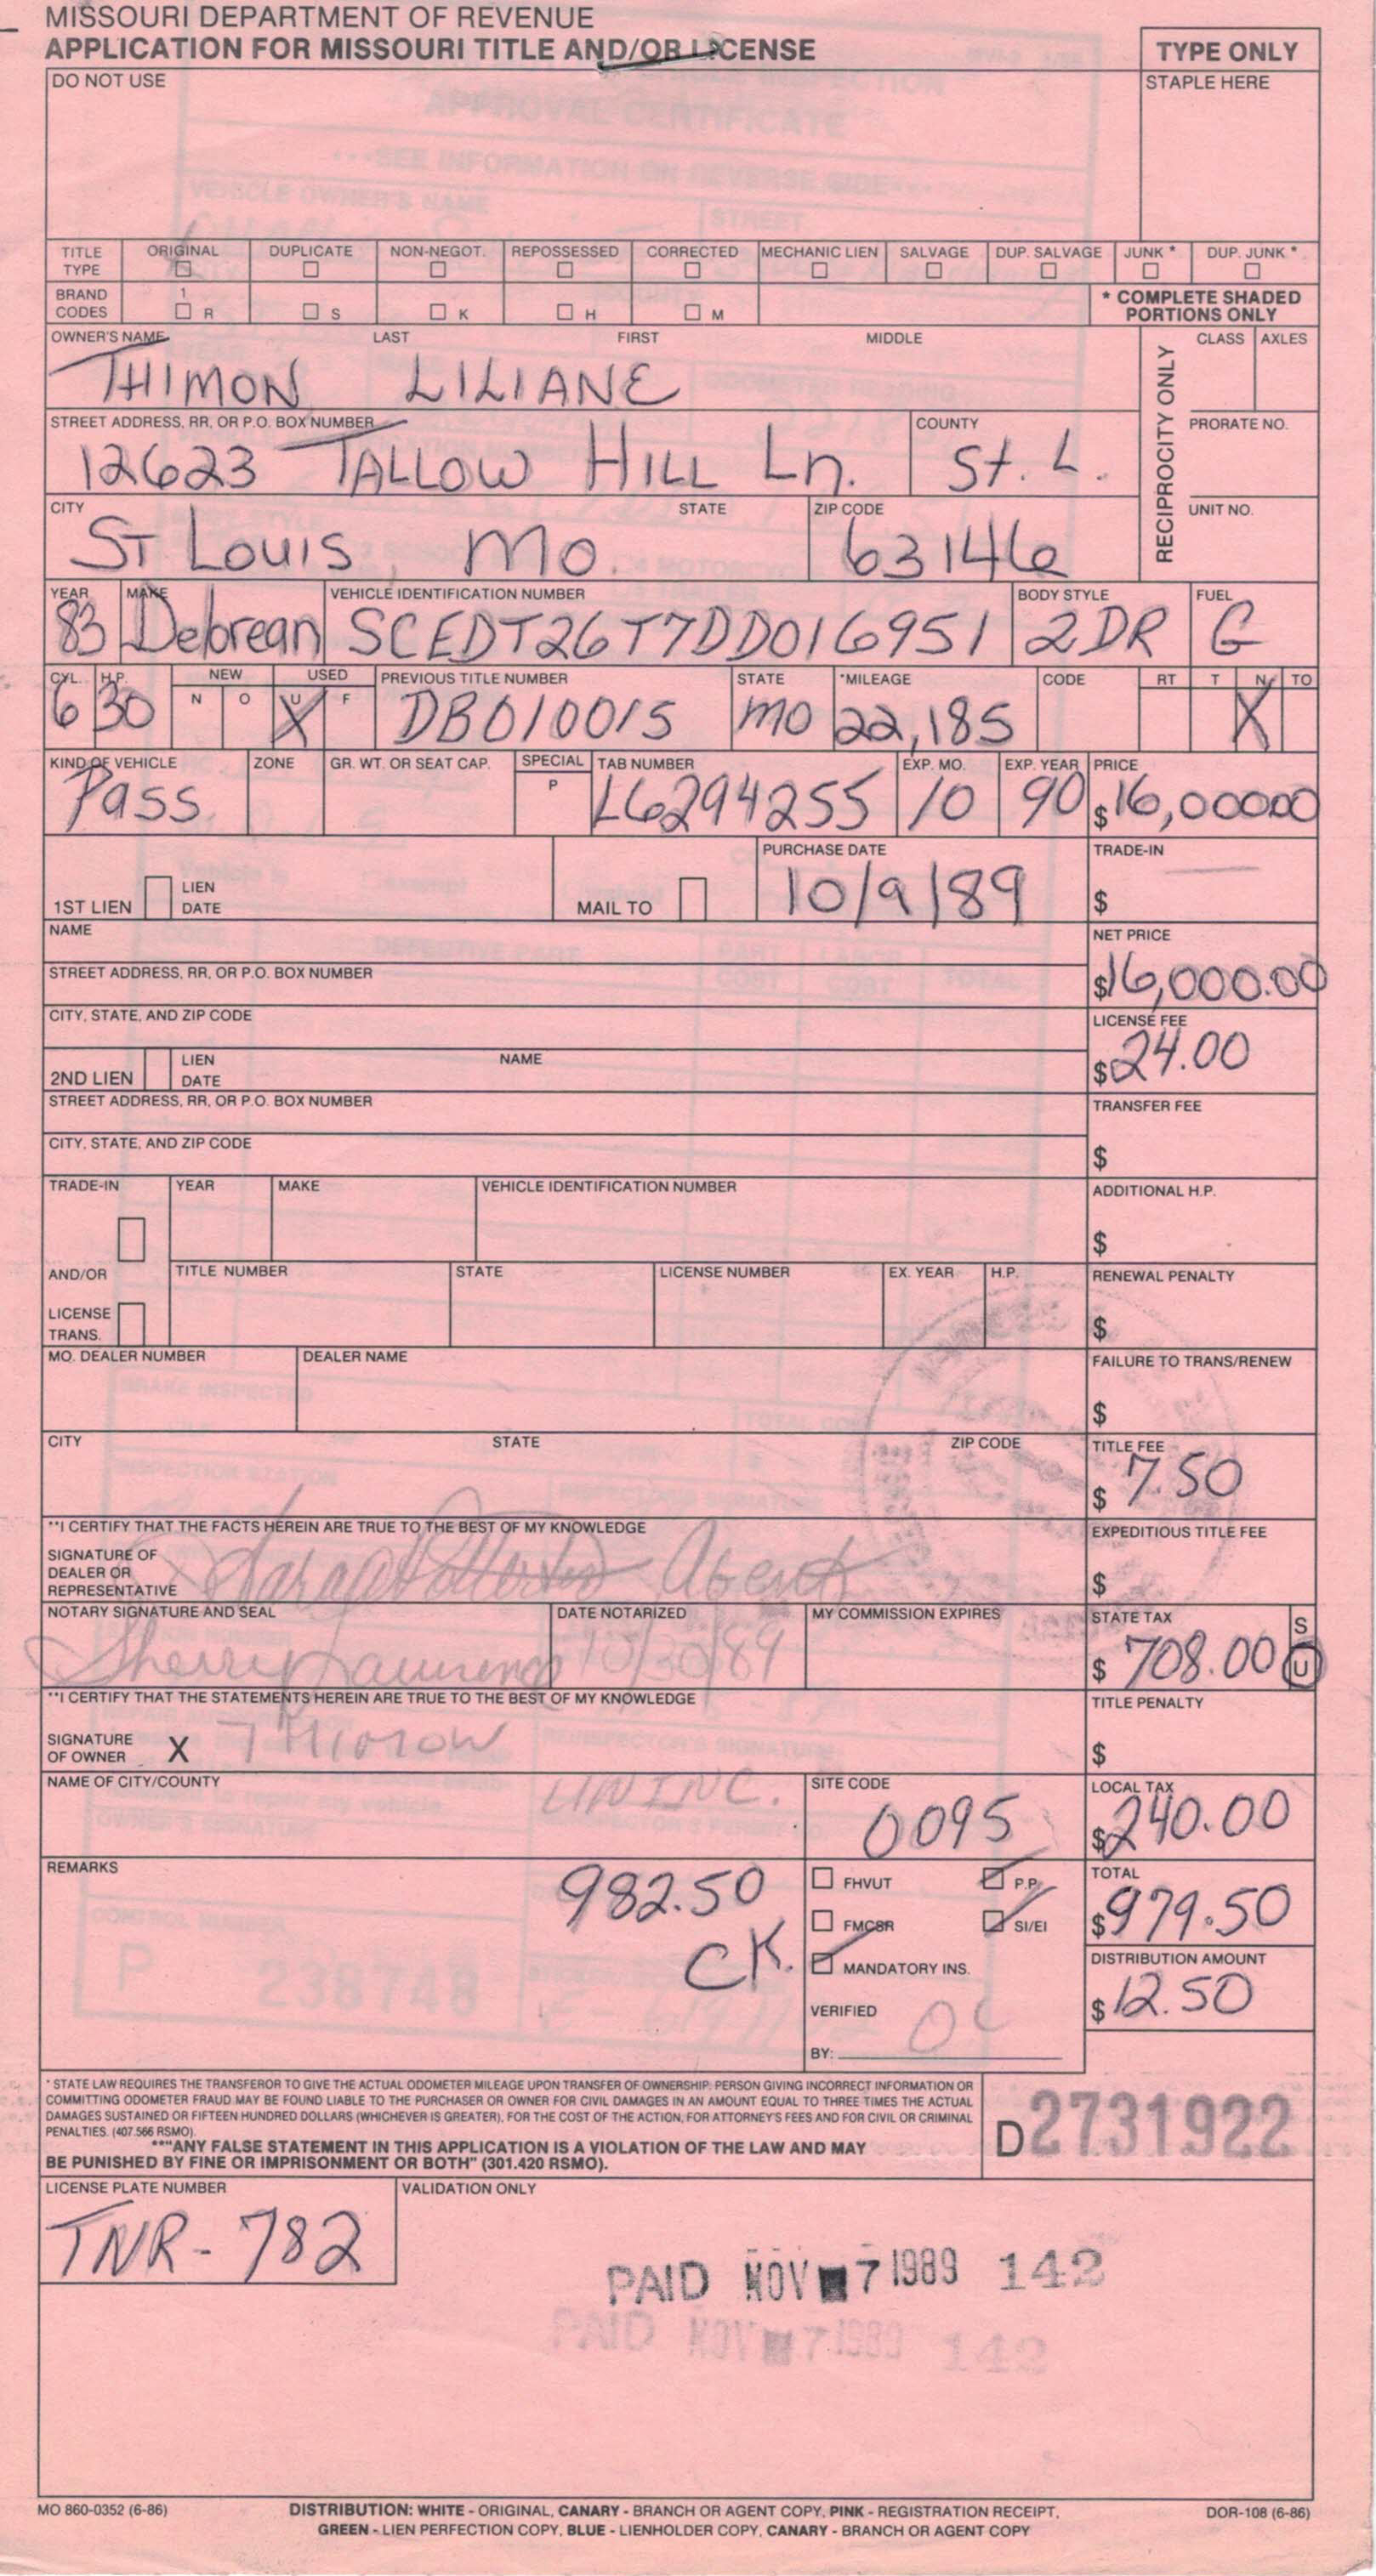 MISSOURI DEPARTMENT OF REVENUE
APPLICATION FOR MISSOURI TITLE AND/OR LICENSE
TYPE ONLY
DO NOT USE
STAPLE HERE
APPROVAL CERTIFICATE
SEE INFORMATION ON REVERSE SIDE
VEHICLE OWNER'S NAME
STREET
TITLE TYPE ORIGINAL DUPLICATE NON-NEGOT. REPOSSESSED CORRECTED MECHANIC LIEN SALVAGE DUP. SALVAGE JUNK * DUP. JUNK *
BRAND CODES 1 R S K H M
* COMPLETE SHADED PORTIONS ONLY
OWNER'S NAME LAST FIRST MIDDLE
THIMON LILIANE
RECIPROCITY ONLY
CLASS AXLES
STREET ADDRESS, RR, OR P.O. BOX NUMBER COUNTY PRORATE NO.
12623 TALLOW HILL Ln. St. L.
CITY STATE ZIP CODE UNIT NO.
ST LOUIS, MO. 63146
YEAR MAKE VEHICLE IDENTIFICATION NUMBER BODY STYLE FUEL
83 Debrean SCEDT26T7DD016951 2DR G
CYL. H.P. NEW USED PREVIOUS TITLE NUMBER STATE *MILEAGE CODE RT T N TO
N O U F
6 30 X DB010015 MO 22,185 X
KIND OF VEHICLE ZONE GR. WT. OR SEAT CAP. SPECIAL TAB NUMBER EXP. MO. EXP. YEAR PRICE
P
Pass L6294255 10 90 $16,00000
PURCHASE DATE TRADE-IN
1ST LIEN LIEN DATE MAIL TO 10/9/89 $
NAME NET PRICE
STREET ADDRESS, RR, OR P.O. BOX NUMBER $16,000.00
CITY, STATE, AND ZIP CODE LICENSE FEE
2ND LIEN LIEN DATE NAME $24.00
STREET ADDRESS, RR, OR P.O. BOX NUMBER TRANSFER FEE
CITY, STATE, AND ZIP CODE $
TRADE-IN YEAR MAKE VEHICLE IDENTIFICATION NUMBER ADDITIONAL H.P.
$
AND/OR TITLE NUMBER STATE LICENSE NUMBER EX. YEAR H.P. RENEWAL PENALTY
LICENSE TRANS. $
MO. DEALER NUMBER DEALER NAME FAILURE TO TRANS/RENEW
$
CITY STATE ZIP CODE TITLE FEE
$ 7.50
**I CERTIFY THAT THE FACTS HEREIN ARE TRUE TO THE BEST OF MY KNOWLEDGE EXPEDITIOUS TITLE FEE
SIGNATURE OF DEALER OR REPRESENTATIVE Agent $
NOTARY SIGNATURE AND SEAL DATE NOTARIZED MY COMMISSION EXPIRES STATE TAX S
Sherry Lawrence 10/30/89 $ 708.00 U
**I CERTIFY THAT THE STATEMENTS HEREIN ARE TRUE TO THE BEST OF MY KNOWLEDGE TITLE PENALTY
SIGNATURE OF OWNER X THIMON $
NAME OF CITY/COUNTY SITE CODE LOCAL TAX
UNINC. 0095 $240.00
REMARKS TOTAL
982.50 FHVUT P.P. $979.50
CK. FMCSR SI/EI
MANDATORY INS. DISTRIBUTION AMOUNT
P 238748
VERIFIED $12.50
BY:
* STATE LAW REQUIRES THE TRANSFEROR TO GIVE THE ACTUAL ODOMETER MILEAGE UPON TRANSFER OF OWNERSHIP. PERSON GIVING INCORRECT INFORMATION OR
COMMITTING ODOMETER FRAUD MAY BE FOUND LIABLE TO THE PURCHASER OR OWNER FOR CIVIL DAMAGES IN AN AMOUNT EQUAL TO THREE TIMES THE ACTUAL
DAMAGES SUSTAINED OR FIFTEEN HUNDRED DOLLARS (WHICHEVER IS GREATER), FOR THE COST OF THE ACTION, FOR ATTORNEY'S FEES AND FOR CIVIL OR CRIMINAL
PENALTIES. (407.566 RSMO).
**"ANY FALSE STATEMENT IN THIS APPLICATION IS A VIOLATION OF THE LAW AND MAY
BE PUNISHED BY FINE OR IMPRISONMENT OR BOTH" (301.420 RSMO).
D2731922
LICENSE PLATE NUMBER VALIDATION ONLY
TNR-782
PAID NOV 7 1989 142
PAID NOV 7 1989 142
MO 860-0352 (6-86)
DISTRIBUTION: WHITE - ORIGINAL, CANARY - BRANCH OR AGENT COPY, PINK - REGISTRATION RECEIPT,
GREEN - LIEN PERFECTION COPY, BLUE - LIENHOLDER COPY, CANARY - BRANCH OR AGENT COPY
DOR-108 (6-86)